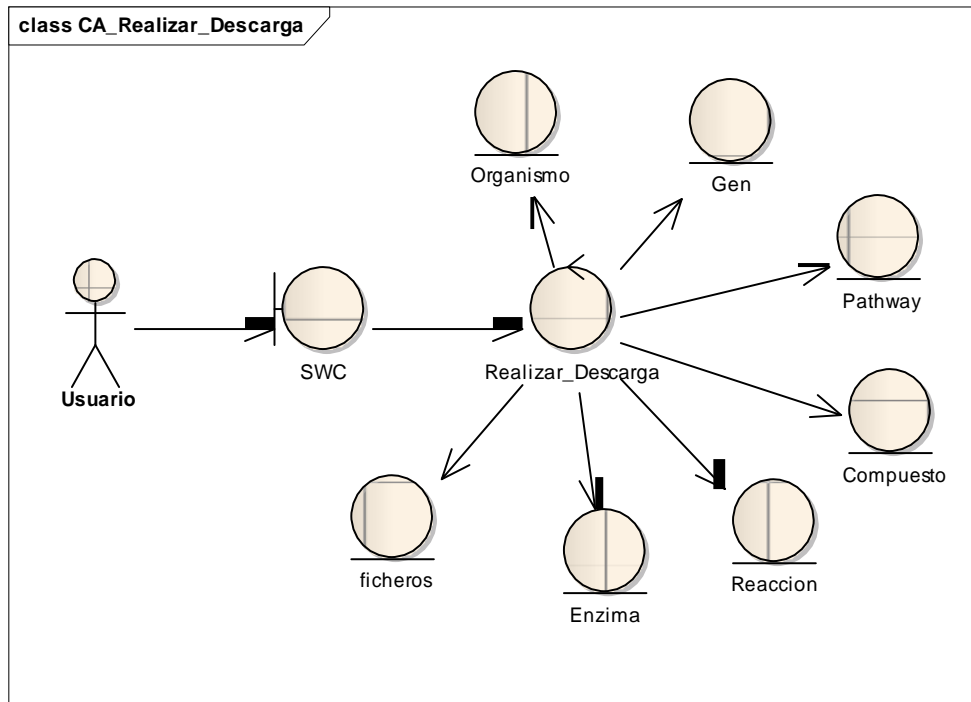 class CA_Realizar_Descarga
Organismo
Gen
Pathway
Usuario
SWC
Realizar_Descarga
Compuesto
ficheros
Enzima
Reaccion